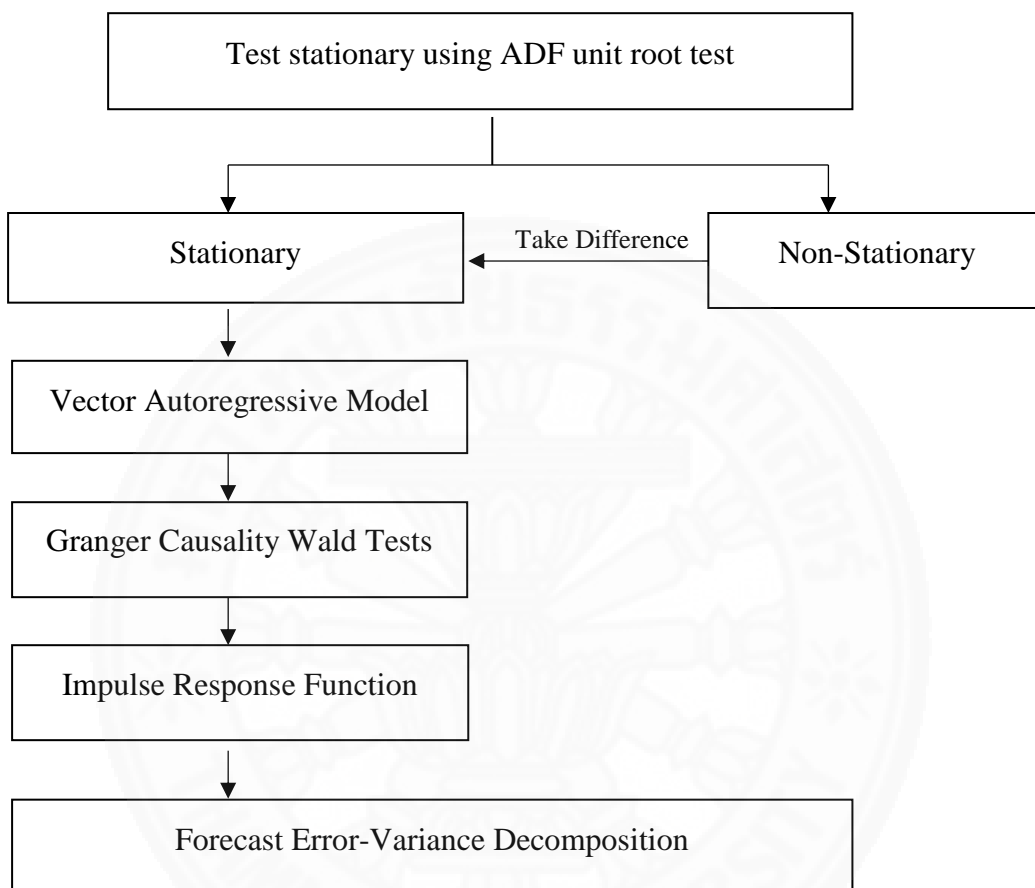 Test stationary using ADF unit root test
Stationary
Take Difference
Non-Stationary
Vector Autoregressive Model
Granger Causality Wald Tests
Impulse Response Function
Forecast Error-Variance Decomposition